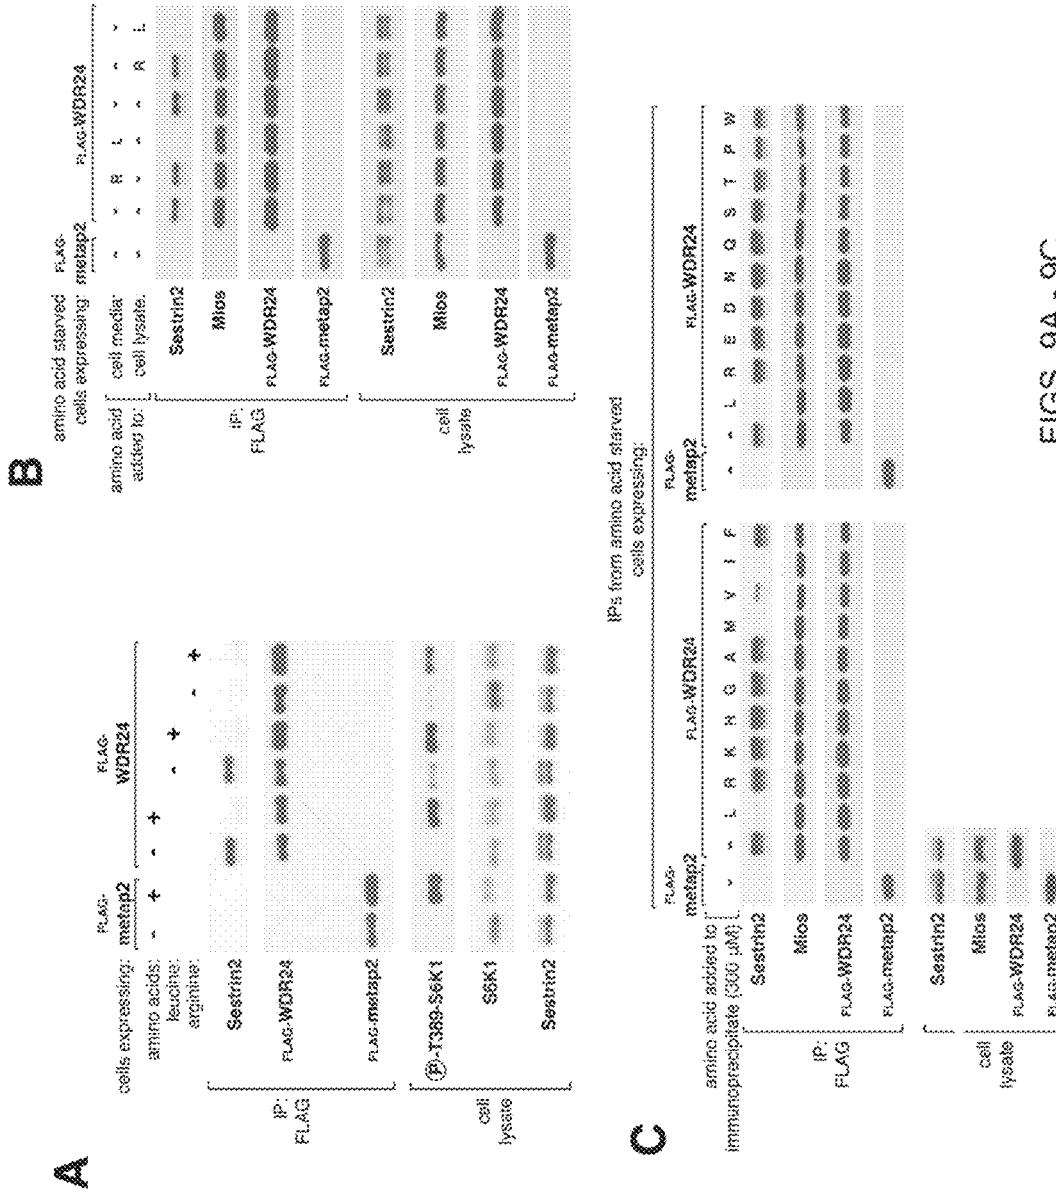 A
cells expressing:
FLAG-
metap2
FLAG-
WDR24
amino acids: - + - +
leucine: - +
arginine: - +
IP:
FLAG
Sestrin2
FLAG-WDR24
FLAG-metap2
cell
lysate
Ⓟ-T389-S6K1
S6K1
Sestrin2
B
amino acid starved
cells expressing:
FLAG-
metap2
FLAG-WDR24
amino acid
added to:
cell media: - - R L - - -
cell lysate: - - - - - R L
IP:
FLAG
Sestrin2
Mios
FLAG-WDR24
FLAG-metap2
cell
lysate
Sestrin2
Mios
FLAG-WDR24
FLAG-metap2
C
IPs from amino acid starved
cells expressing:
FLAG-
metap2
FLAG-WDR24
FLAG-
metap2
FLAG-WDR24
amino acid added to
immunoprecipitate (300 µM)
- - L R K H G A M V I F
- - L R E D N Q S T P W
IP:
FLAG
Sestrin2
Mios
FLAG-WDR24
FLAG-metap2
cell
lysate
Sestrin2
Mios
FLAG-WDR24
FLAG-metap2
FIGS. 9A - 9C